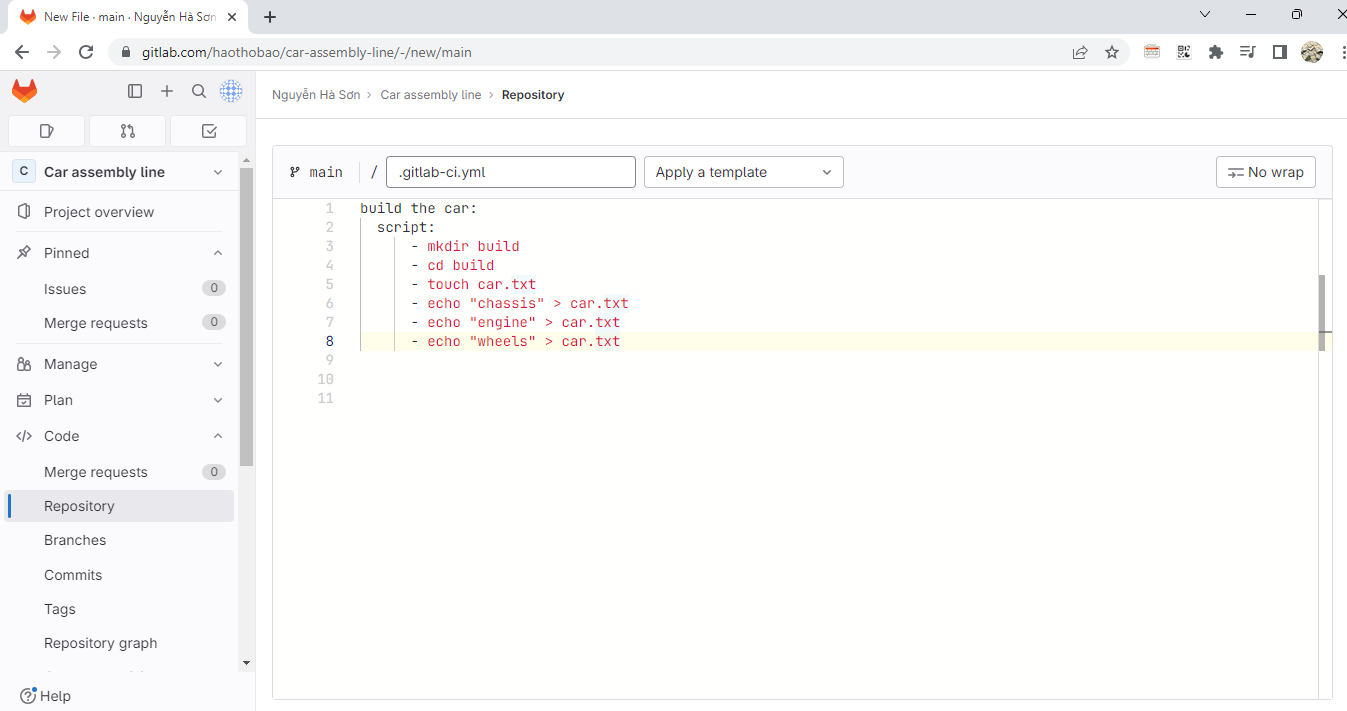 New File · main · Nguyễn Hà Sơn
gitlab.com/haothobao/car-assembly-line/-/new/main
Nguyễn Hà Sơn › Car assembly line › Repository
C Car assembly line
Project overview
Pinned
Issues 0
Merge requests 0
Manage
Plan
Code
Merge requests 0
Repository
Branches
Commits
Tags
Repository graph
Help
main / .gitlab-ci.yml Apply a template No wrap
1 build the car:
2 script:
3 - mkdir build
4 - cd build
5 - touch car.txt
6 - echo "chassis" > car.txt
7 - echo "engine" > car.txt
8 - echo "wheels" > car.txt
9
10
11